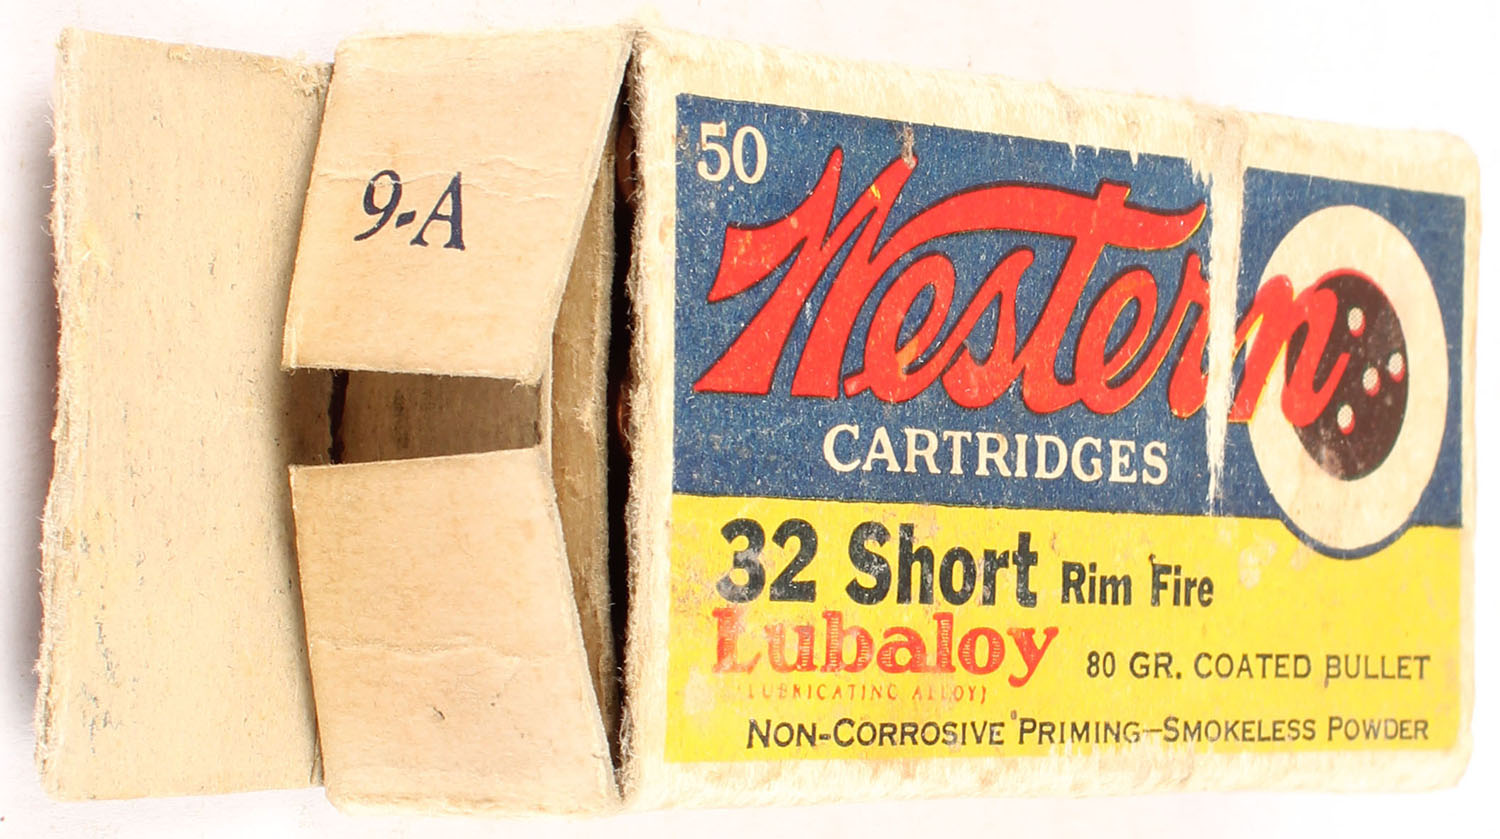 9-A
50
Western
CARTRIDGES
32 Short Rim Fire
Lubaloy
(LUBRICATING ALLOY)
80 GR. COATED BULLET
NON-CORROSIVE PRIMING—SMOKELESS POWDER